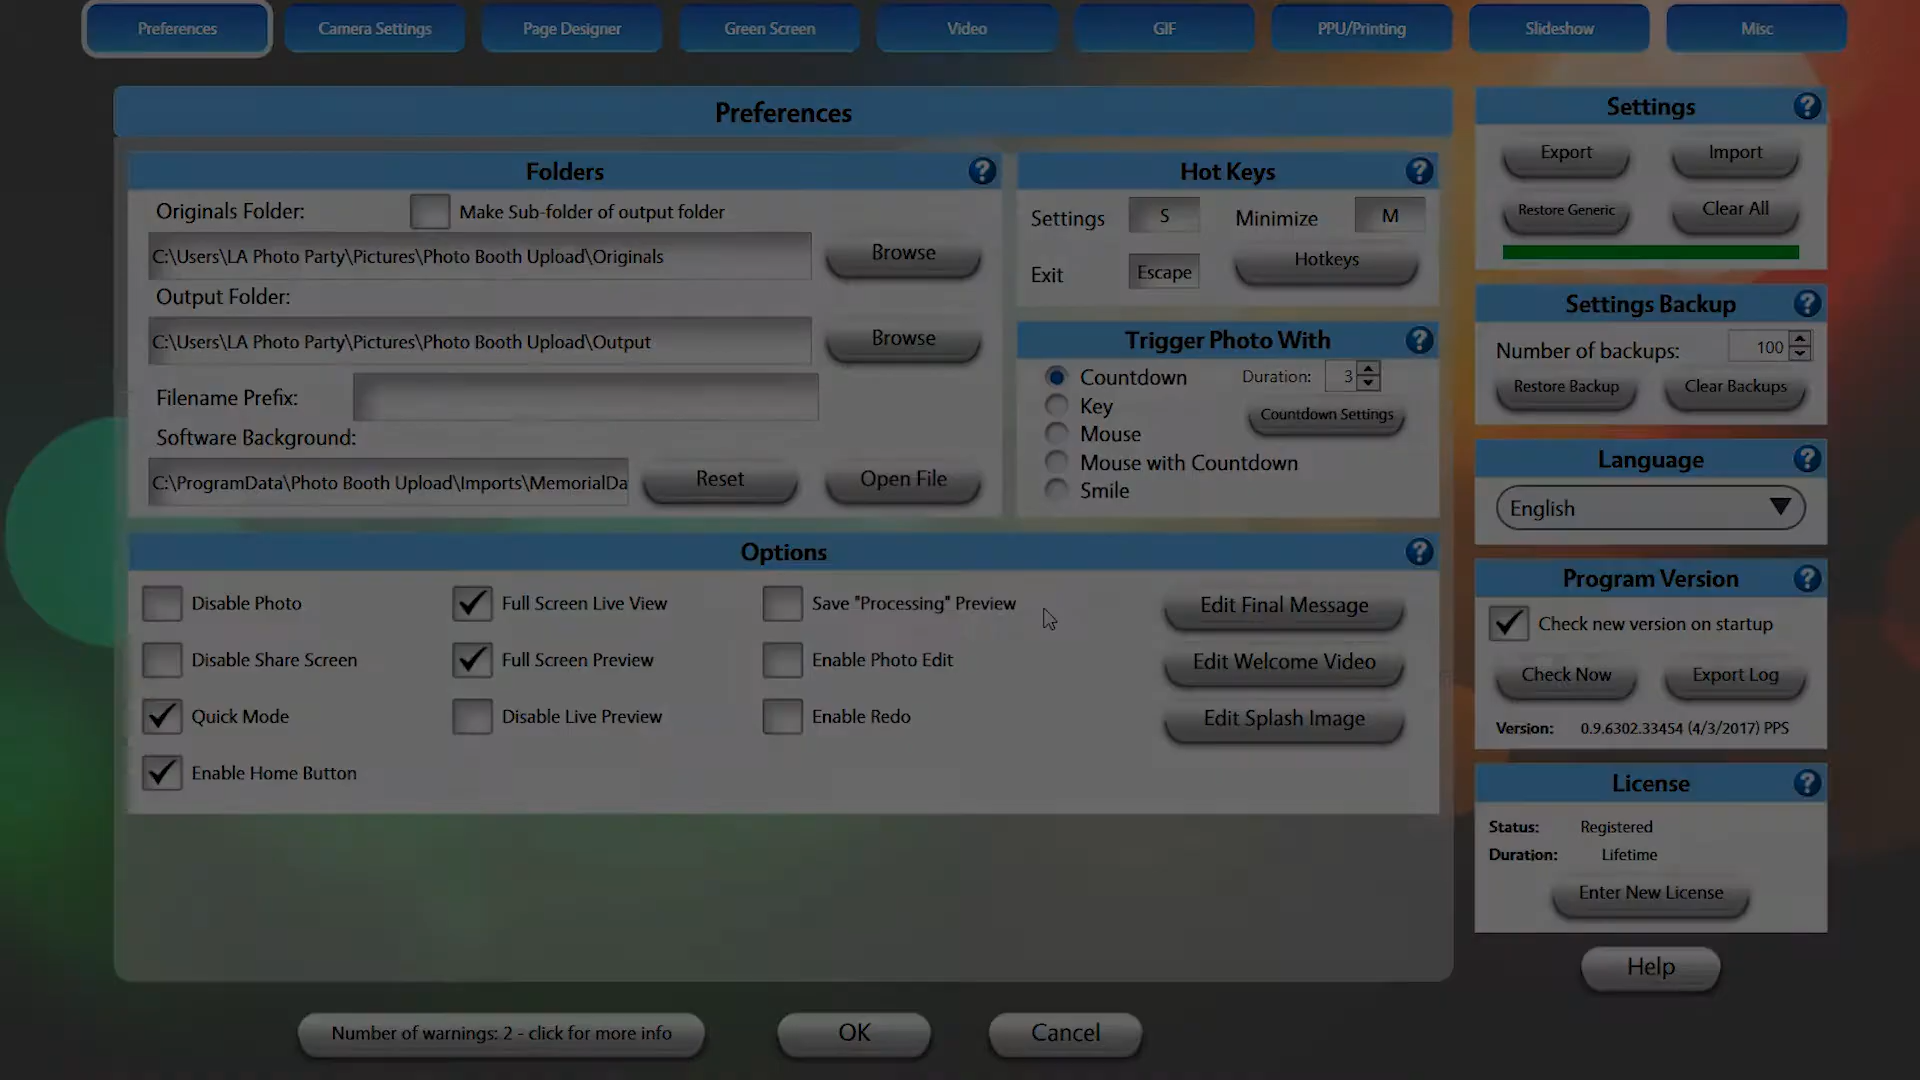 Preferences
Camera Settings
Page Designer
Green Screen
Video
GIF
PPU/Printing
Slideshow
Misc
Preferences
Folders
?
Originals Folder:
Make Sub-folder of output folder
C:\Users\LA Photo Party\Pictures\Photo Booth Upload\Originals
Browse
Output Folder:
C:\Users\LA Photo Party\Pictures\Photo Booth Upload\Output
Browse
Filename Prefix:
Software Background:
C:\ProgramData\Photo Booth Upload\Imports\MemorialDa
Reset
Open File
Hot Keys
?
Settings
S
Minimize
M
Exit
Escape
Hotkeys
Trigger Photo With
?
Countdown
Duration:
3
Key
Countdown Settings
Mouse
Mouse with Countdown
Smile
Options
?
Disable Photo
Full Screen Live View
Save "Processing" Preview
Edit Final Message
Disable Share Screen
Full Screen Preview
Enable Photo Edit
Edit Welcome Video
Quick Mode
Disable Live Preview
Enable Redo
Edit Splash Image
Enable Home Button
Settings
?
Export
Import
Restore Generic
Clear All
Settings Backup
?
Number of backups:
100
Restore Backup
Clear Backups
Language
?
English
Program Version
?
Check new version on startup
Check Now
Export Log
Version:
0.9.6302.33454 (4/3/2017) PPS
License
?
Status:
Registered
Duration:
Lifetime
Enter New License
Help
Number of warnings: 2 - click for more info
OK
Cancel